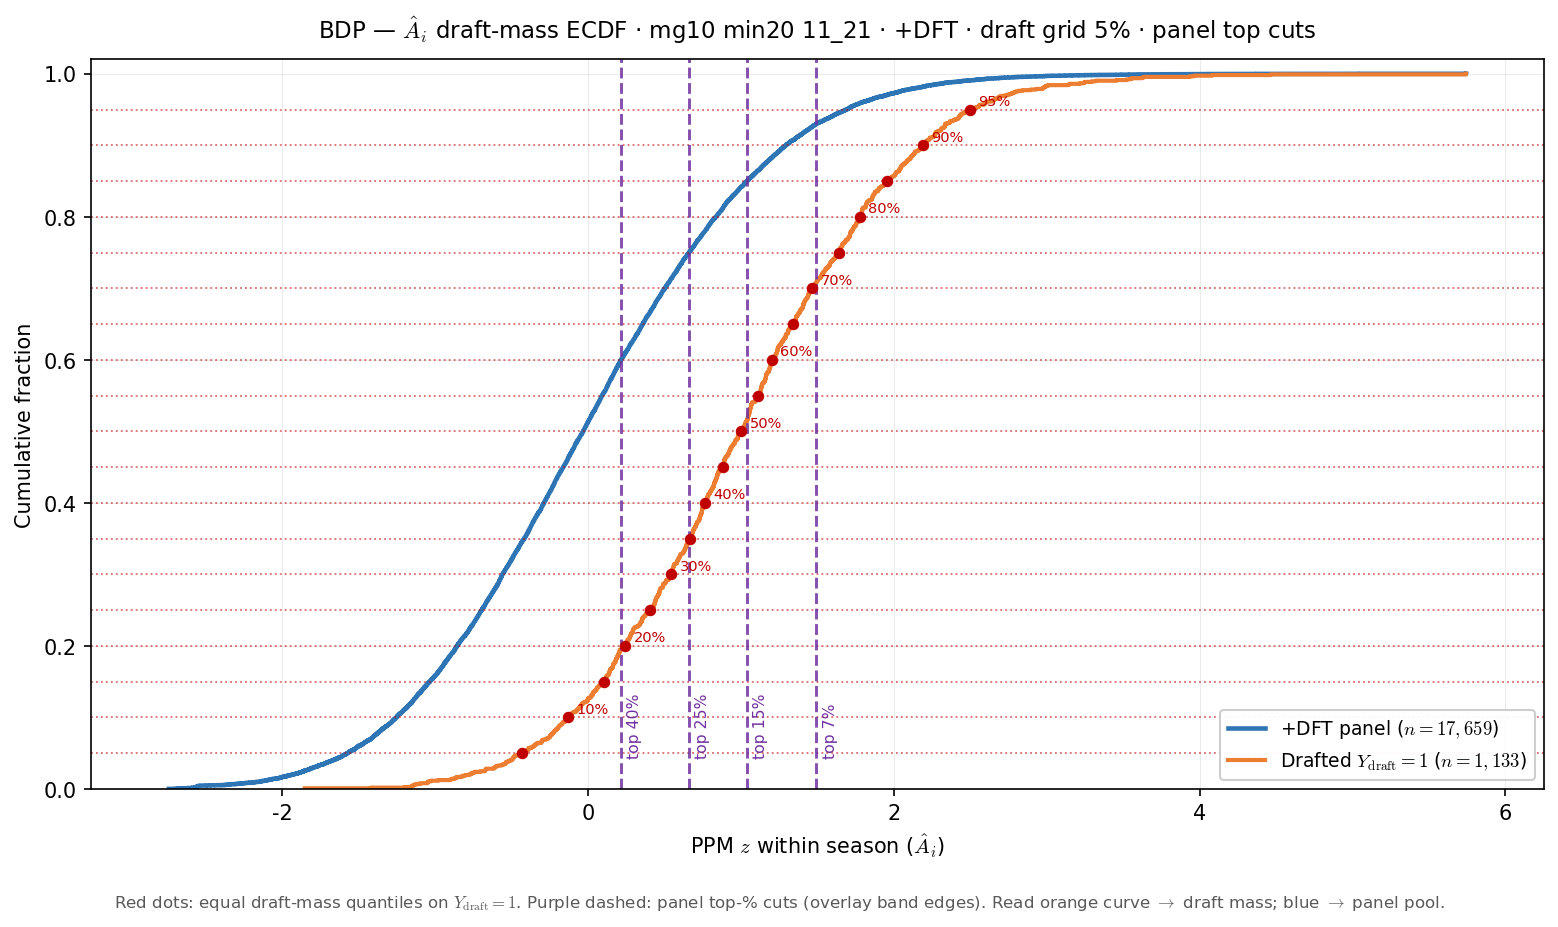 BDP — Â_i draft-mass ECDF · mg10 min20 11_21 · +DFT · draft grid 5% · panel top cuts
Cumulative fraction
1.0
0.8
0.6
0.4
0.2
0.0
95%
90%
80%
70%
60%
50%
40%
30%
20%
10%
top 40%
top 25%
top 15%
top 7%
+DFT panel (n = 17,659)
Drafted Y_draft = 1 (n = 1,133)
-2
0
2
4
6
PPM z within season (Â_i)
Red dots: equal draft-mass quantiles on Y_draft = 1. Purple dashed: panel top-% cuts (overlay band edges). Read orange curve → draft mass; blue → panel pool.